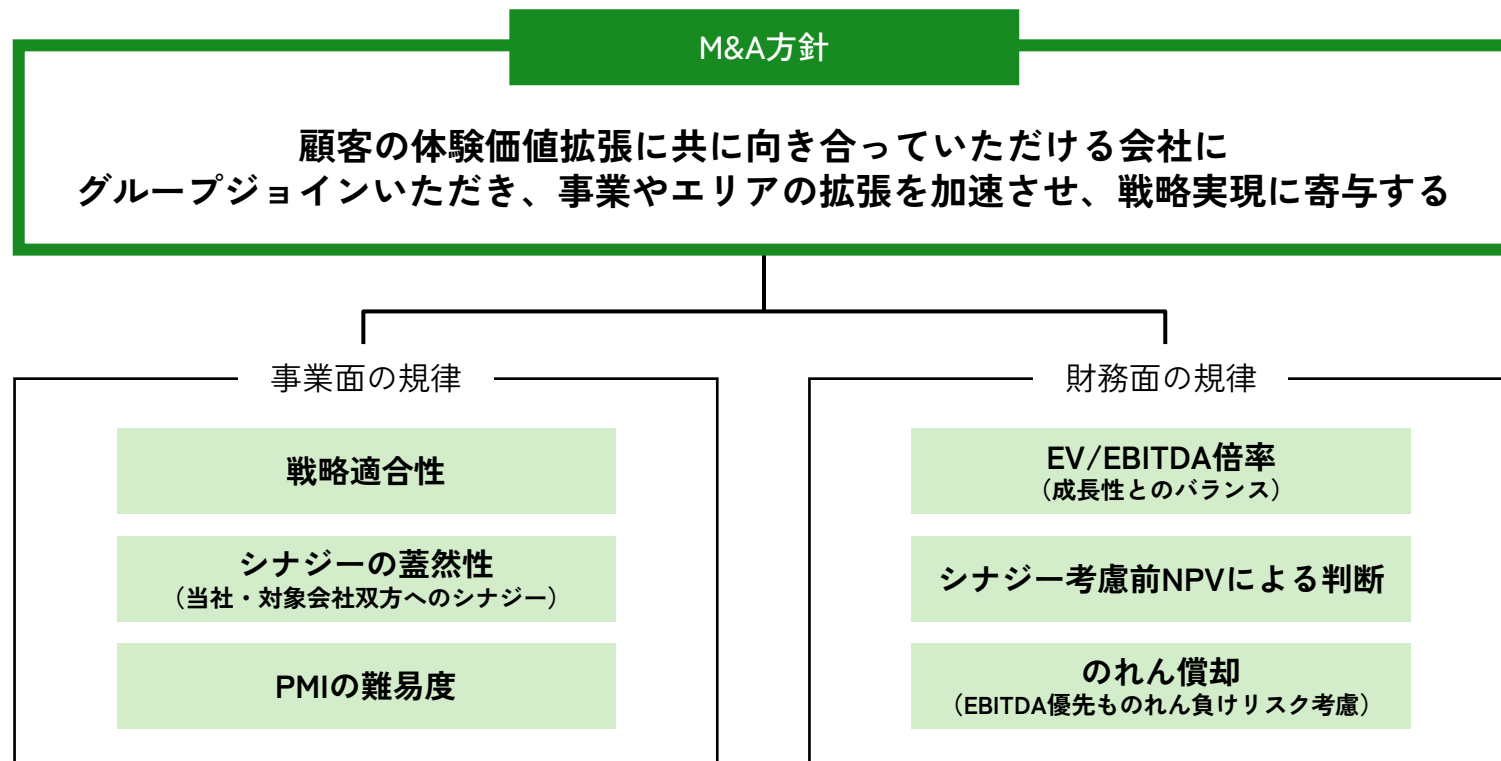 M&A方針
顧客の体験価値拡張に共に向き合っていただける会社に
グループジョインいただき、事業やエリアの拡張を加速させ、戦略実現に寄与する
事業面の規律
戦略適合性
シナジーの蓋然性
（当社・対象会社双方へのシナジー）
PMIの難易度
財務面の規律
EV/EBITDA倍率
（成長性とのバランス）
シナジー考慮前NPVによる判断
のれん償却
（EBITDA優先ものれん負けリスク考慮）